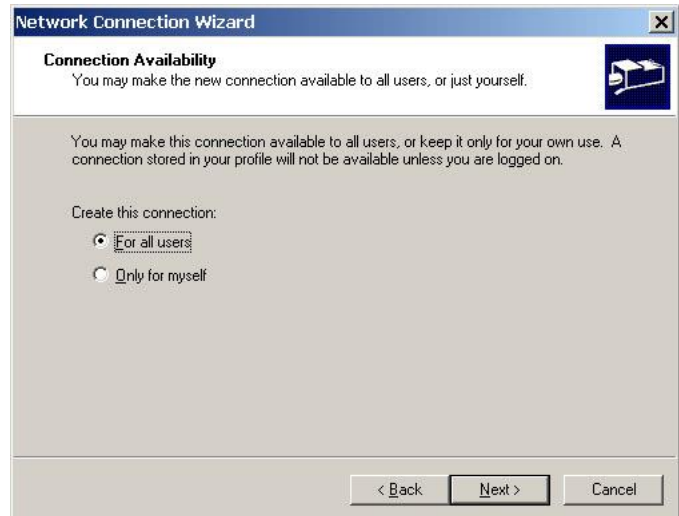 Network Connection Wizard
Connection Availability
You may make the new connection available to all users, or just yourself.
You may make this connection available to all users, or keep it only for your own use. A
connection stored in your profile will not be available unless you are logged on.
Create this connection:
For all users
Only for myself
< Back Next > Cancel